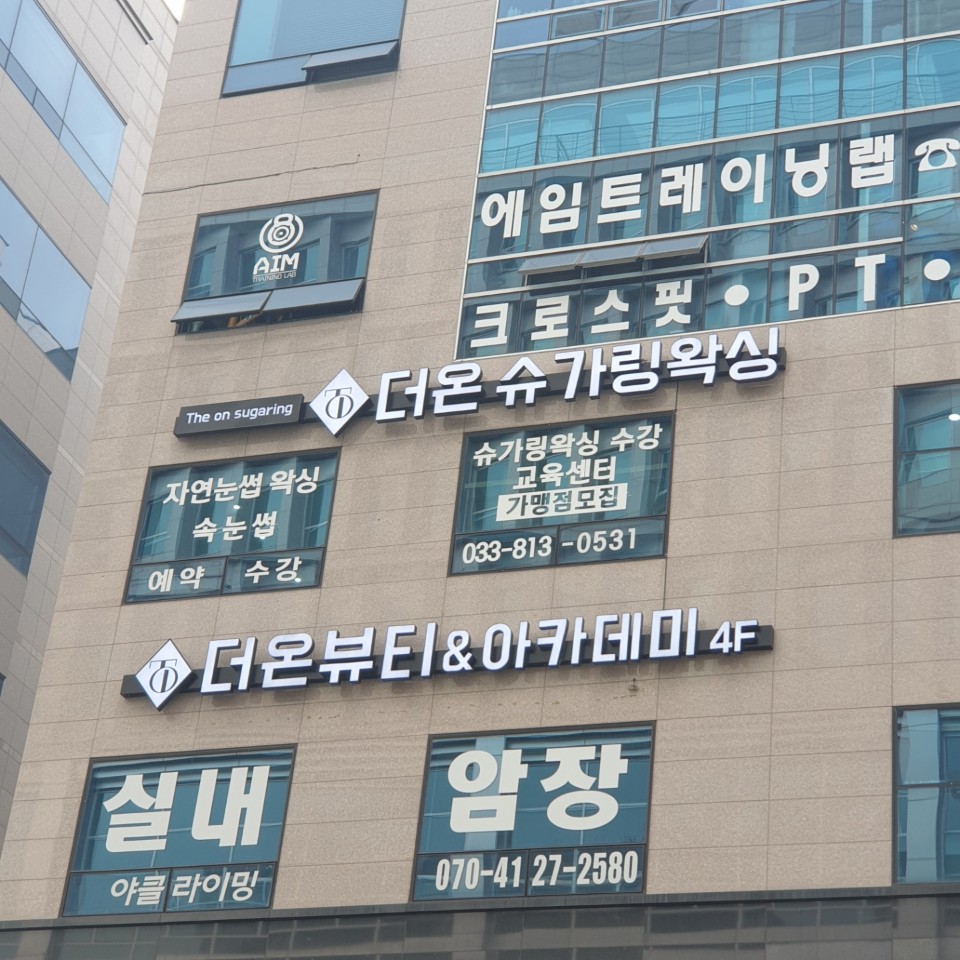 에임트레이닝랩
AIM
TRAINING LAB
크로스핏•PT•
The on sugaring
더온 슈가링왁싱
자연눈썹 왁싱
속눈썹
예약 수강
슈가링왁싱 수강
교육센터
가맹점모집
033-813-0531
더온뷰티&아카데미 4F
실내
야클라이밍
암장
070-4127-2580